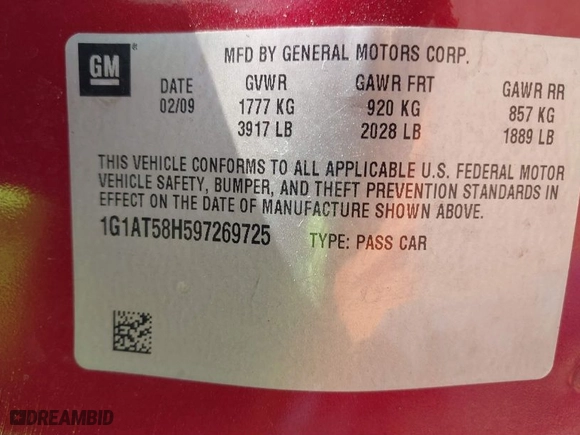 GM
®
MFD BY GENERAL MOTORS CORP.
DATE GVWR GAWR FRT GAWR RR
02/09 1777 KG 920 KG 857 KG
3917 LB 2028 LB 1889 LB
THIS VEHICLE CONFORMS TO ALL APPLICABLE U.S. FEDERAL MOTOR
VEHICLE SAFETY, BUMPER, AND THEFT PREVENTION STANDARDS IN
EFFECT ON THE DATE OF MANUFACTURE SHOWN ABOVE.
1G1AT58H597269725 TYPE: PASS CAR
DREAMBID